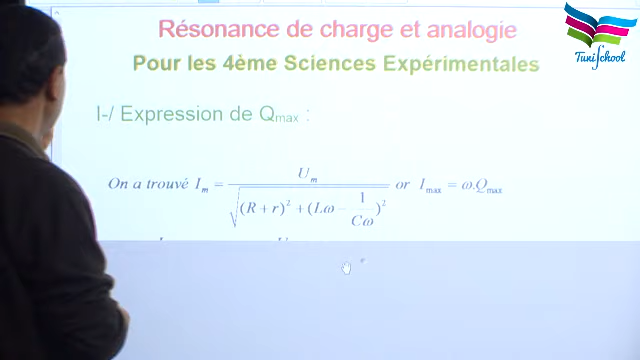 Résonance de charge et analogie
TuniSchool
Pour les 4ème Sciences Expérimentales
I-/ Expression de Qmax :
On a trouvé Im = Um / √((R + r)² + (Lω − 1/Cω)²) or Imax = ω.Qmax